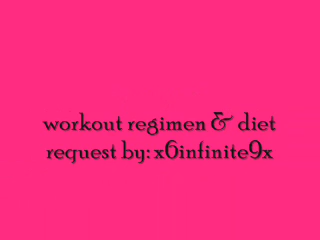 workout regimen & diet
request by: x6infinite9x